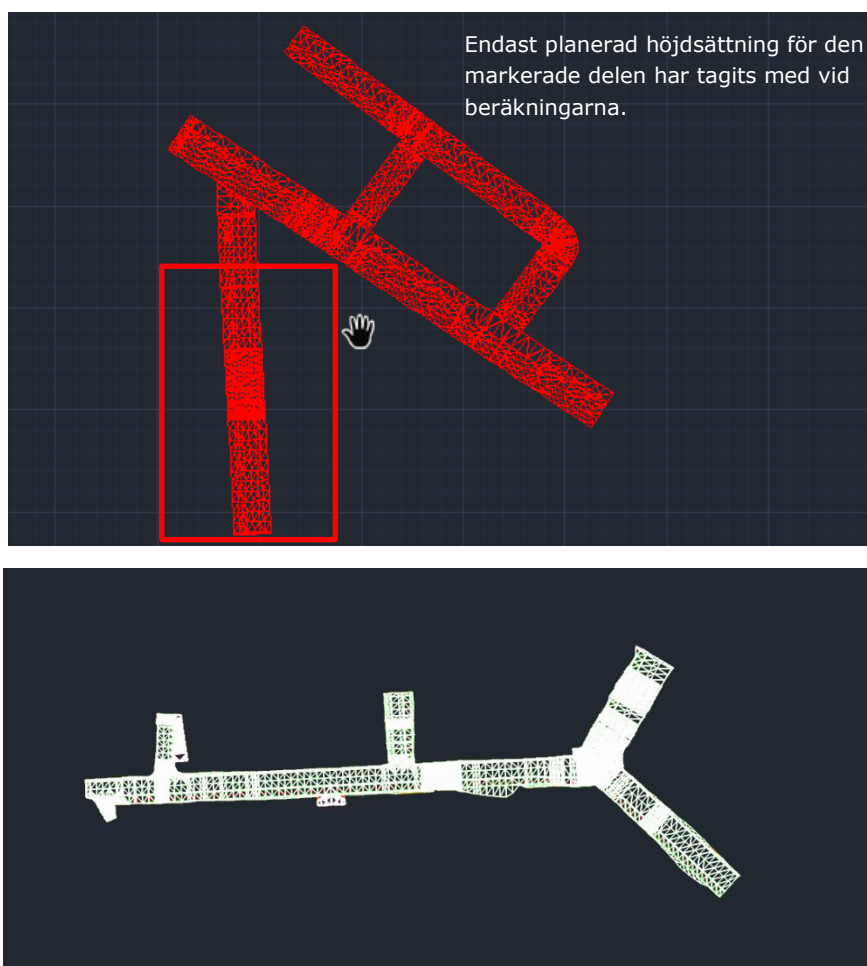 Endast planerad höjdsättning för den
markerade delen har tagits med vid
beräkningarna.